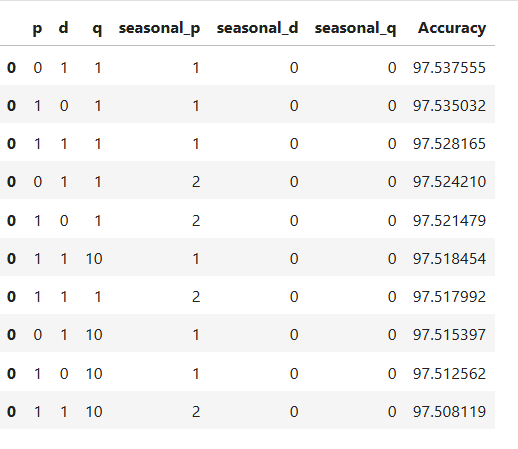 p d q seasonal_p seasonal_d seasonal_q Accuracy
0 0 1 1 1 0 0 97.537555
0 1 0 1 1 0 0 97.535032
0 1 1 1 1 0 0 97.528165
0 0 1 1 2 0 0 97.524210
0 1 0 1 2 0 0 97.521479
0 1 1 10 1 0 0 97.518454
0 1 1 1 2 0 0 97.517992
0 0 1 10 1 0 0 97.515397
0 1 0 10 1 0 0 97.512562
0 1 1 10 2 0 0 97.508119